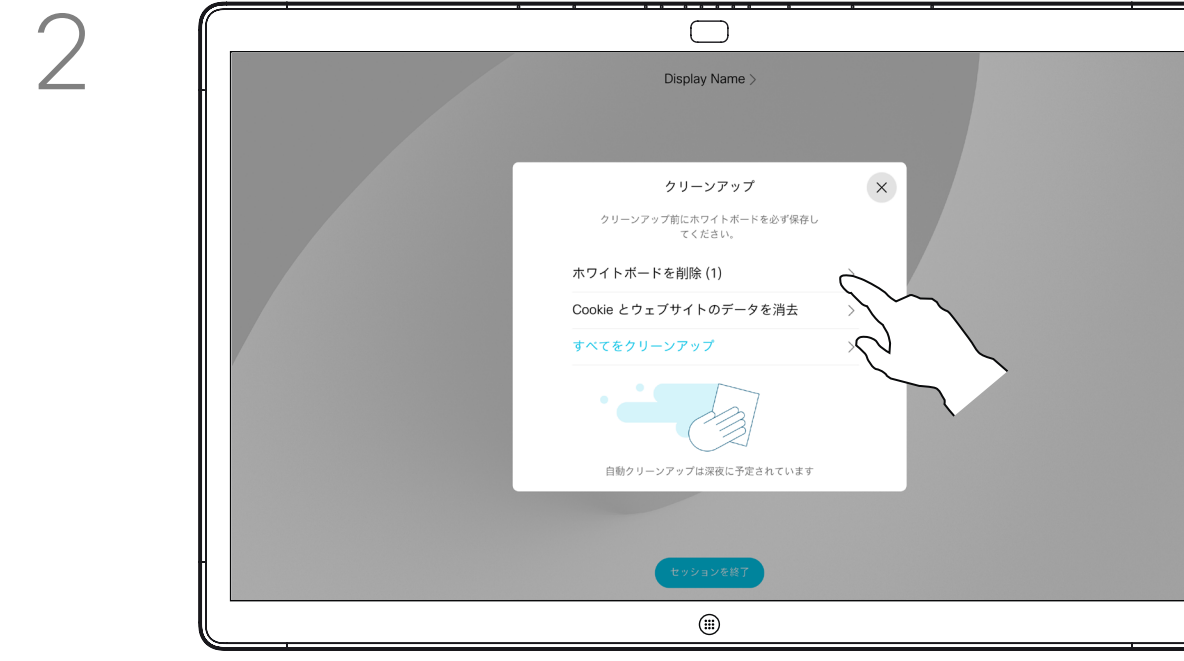 2
Display Name >
クリーンアップ
クリーンアップ前にホワイトボードを必ず保存し
てください。
ホワイトボードを削除 (1)
Cookie とウェブサイトのデータを消去
すべてをクリーンアップ
自動クリーンアップは深夜に予定されています
セッションを終了